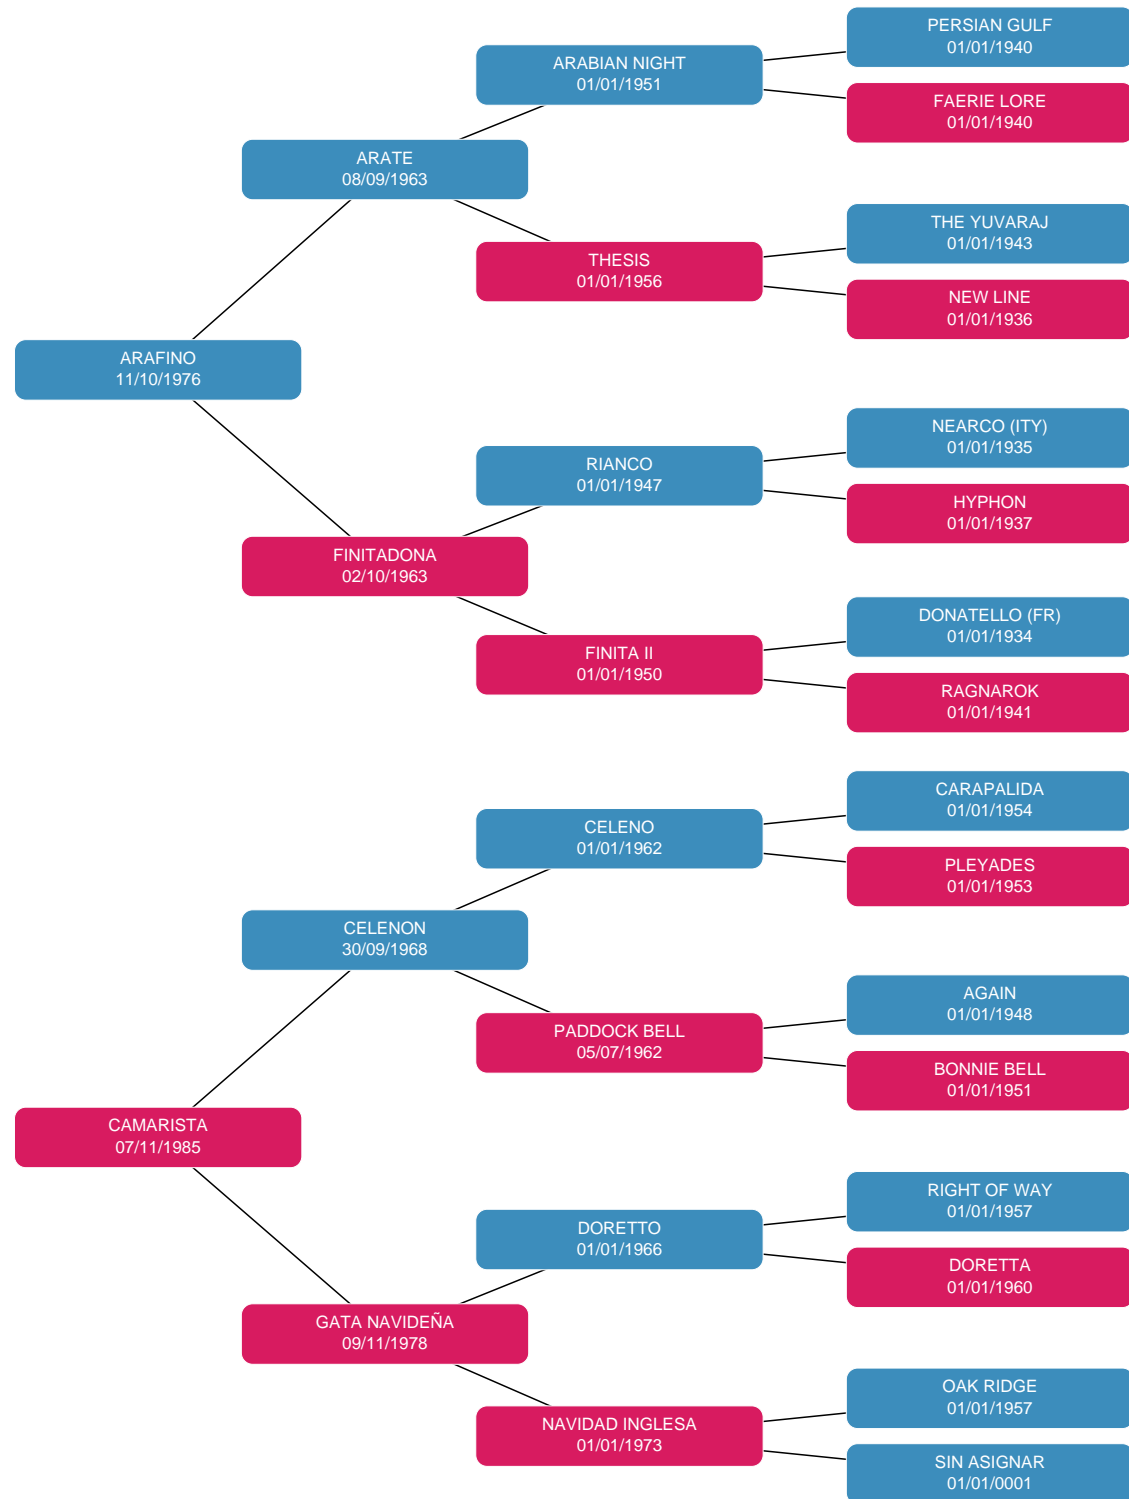 PERSIAN GULF
01/01/1940
ARABIAN NIGHT
01/01/1951
FAERIE LORE
01/01/1940
ARATE
08/09/1963
THE YUVARAJ
01/01/1943
THESIS
01/01/1956
NEW LINE
01/01/1936
ARAFINO
11/10/1976
NEARCO (ITY)
01/01/1935
RIANCO
01/01/1947
HYPHON
01/01/1937
FINITADONA
02/10/1963
DONATELLO (FR)
01/01/1934
FINITA II
01/01/1950
RAGNAROK
01/01/1941
CARAPALIDA
01/01/1954
CELENO
01/01/1962
PLEYADES
01/01/1953
CELENON
30/09/1968
AGAIN
01/01/1948
PADDOCK BELL
05/07/1962
BONNIE BELL
01/01/1951
CAMARISTA
07/11/1985
RIGHT OF WAY
01/01/1957
DORETTO
01/01/1966
DORETTA
01/01/1960
GATA NAVIDEÑA
09/11/1978
OAK RIDGE
01/01/1957
NAVIDAD INGLESA
01/01/1973
SIN ASIGNAR
01/01/0001